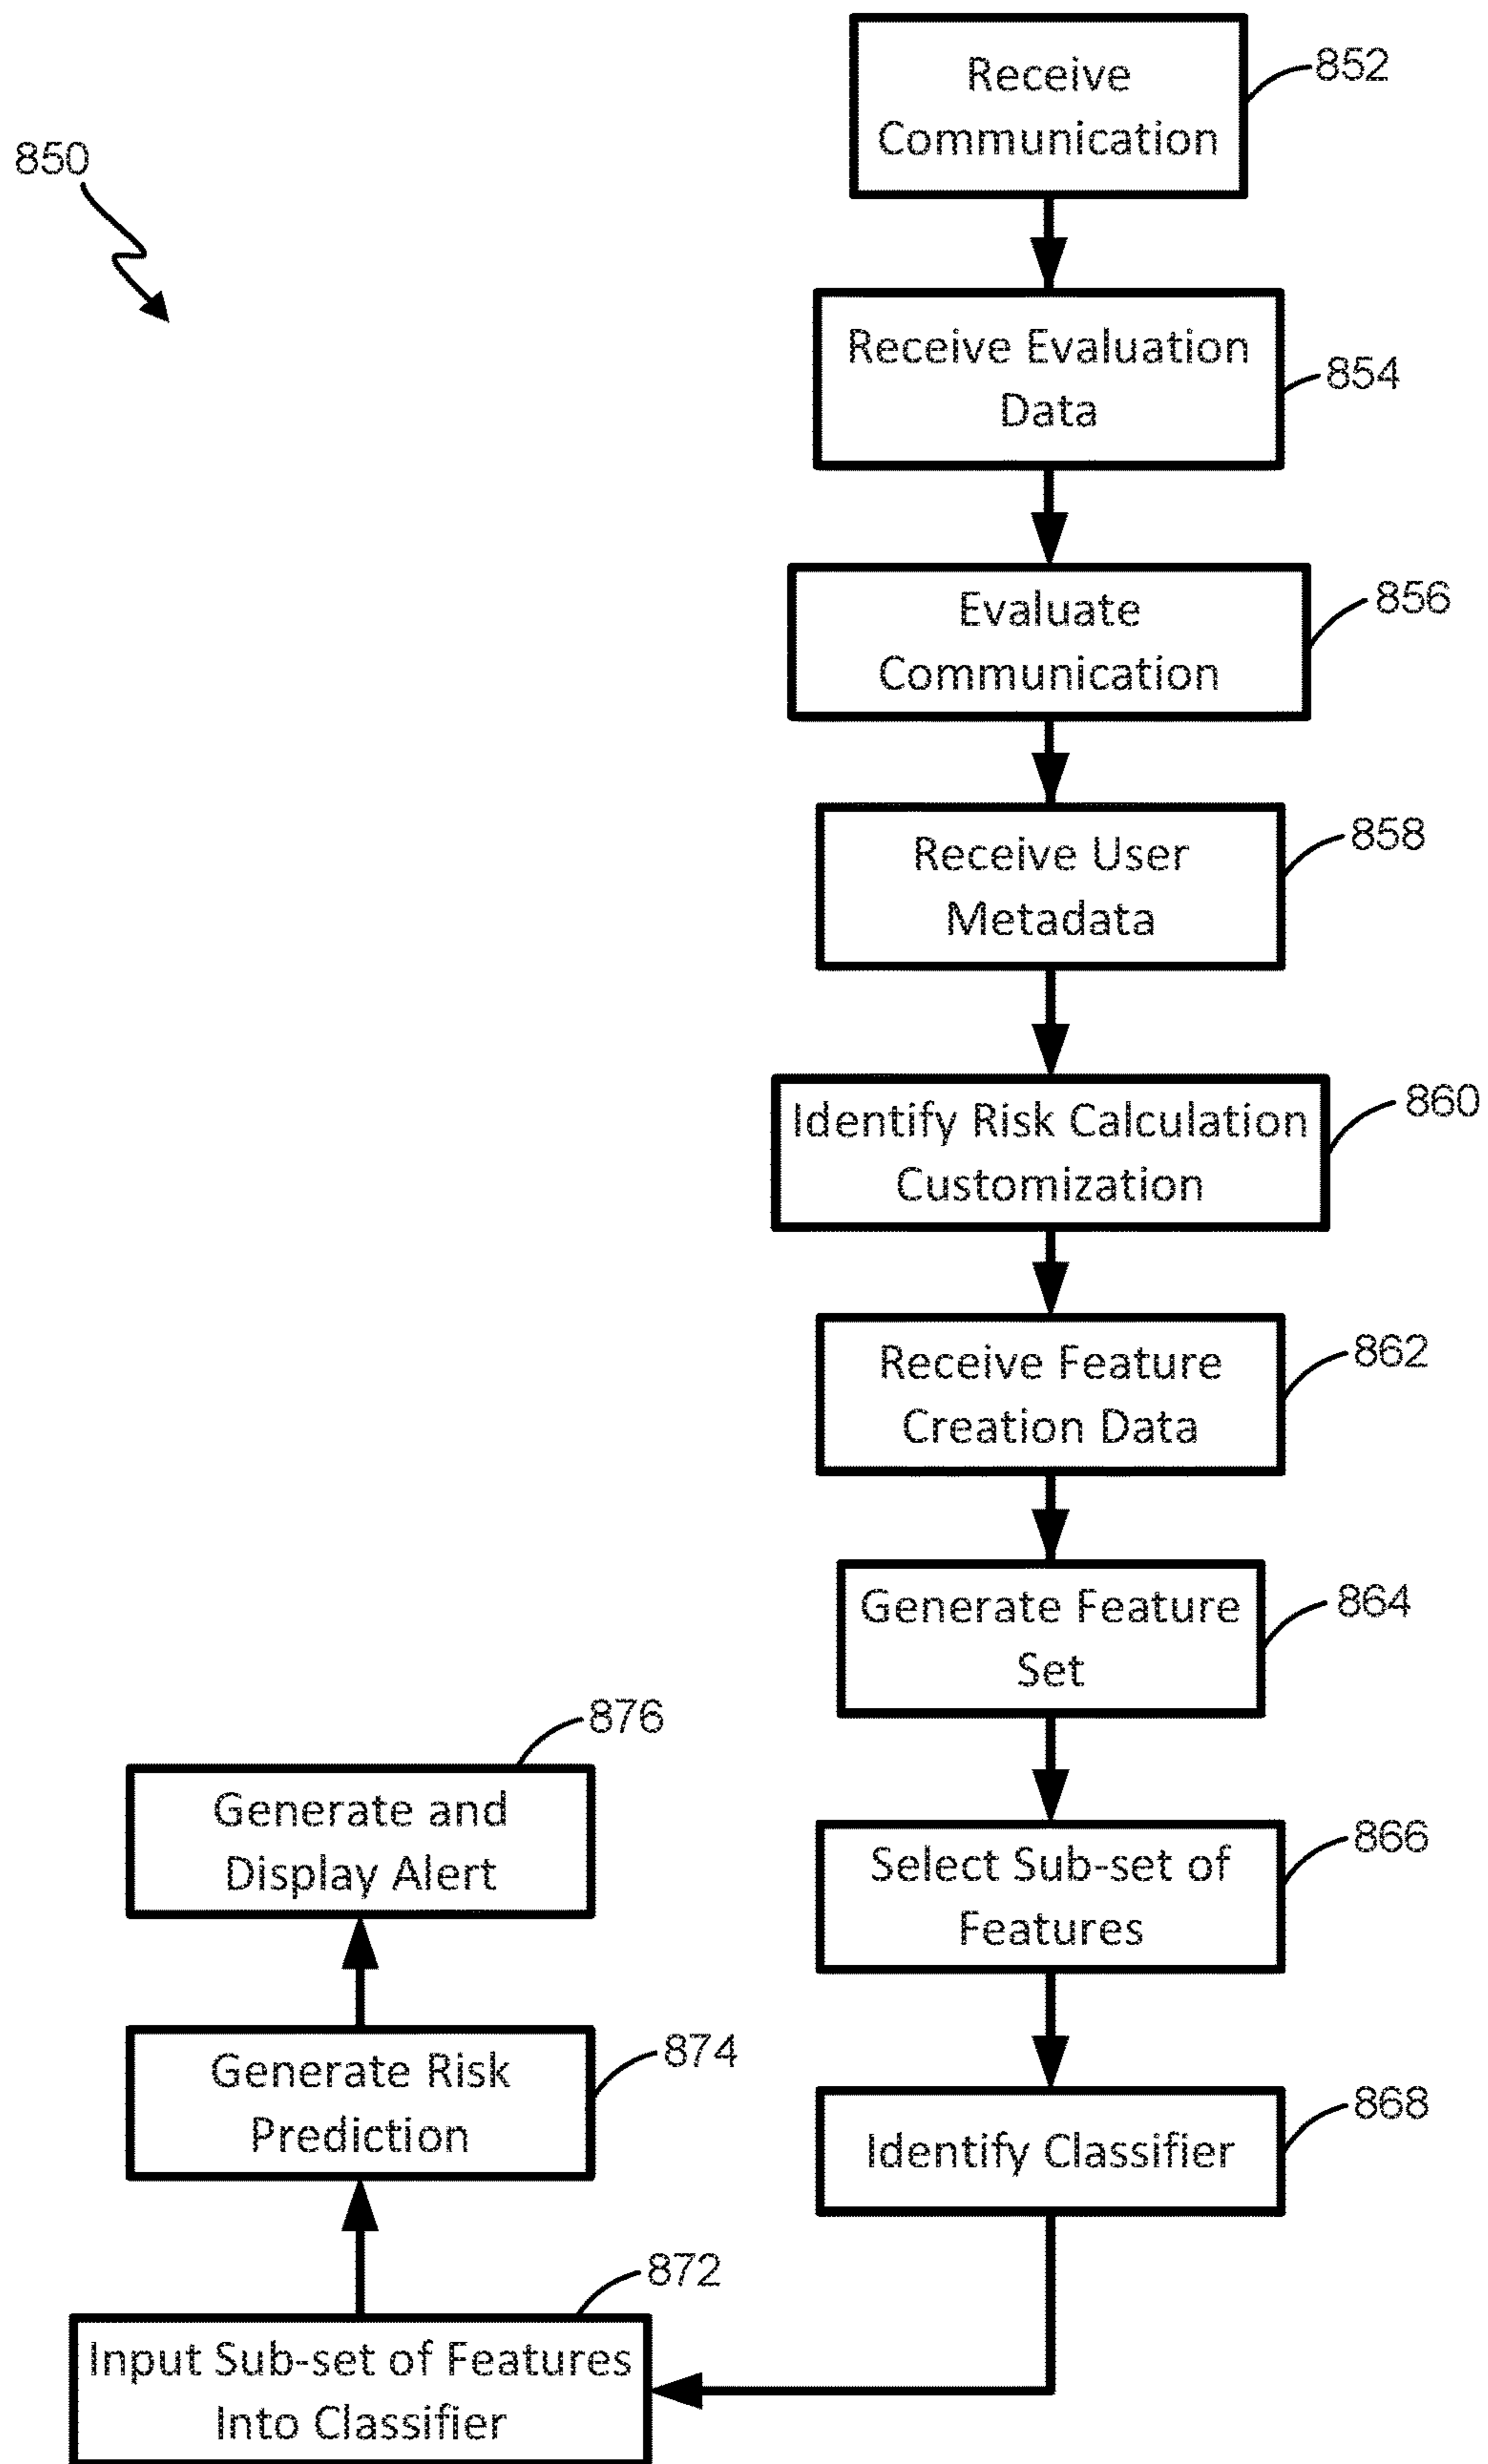 850
Receive
Communication
852
Receive Evaluation
Data
854
Evaluate
Communication
856
Receive User
Metadata
858
Identify Risk Calculation
Customization
860
Receive Feature
Creation Data
862
Generate Feature
Set
864
Select Sub-set of
Features
866
Identify Classifier
868
Input Sub-set of Features
Into Classifier
872
Generate Risk
Prediction
874
Generate and
Display Alert
876